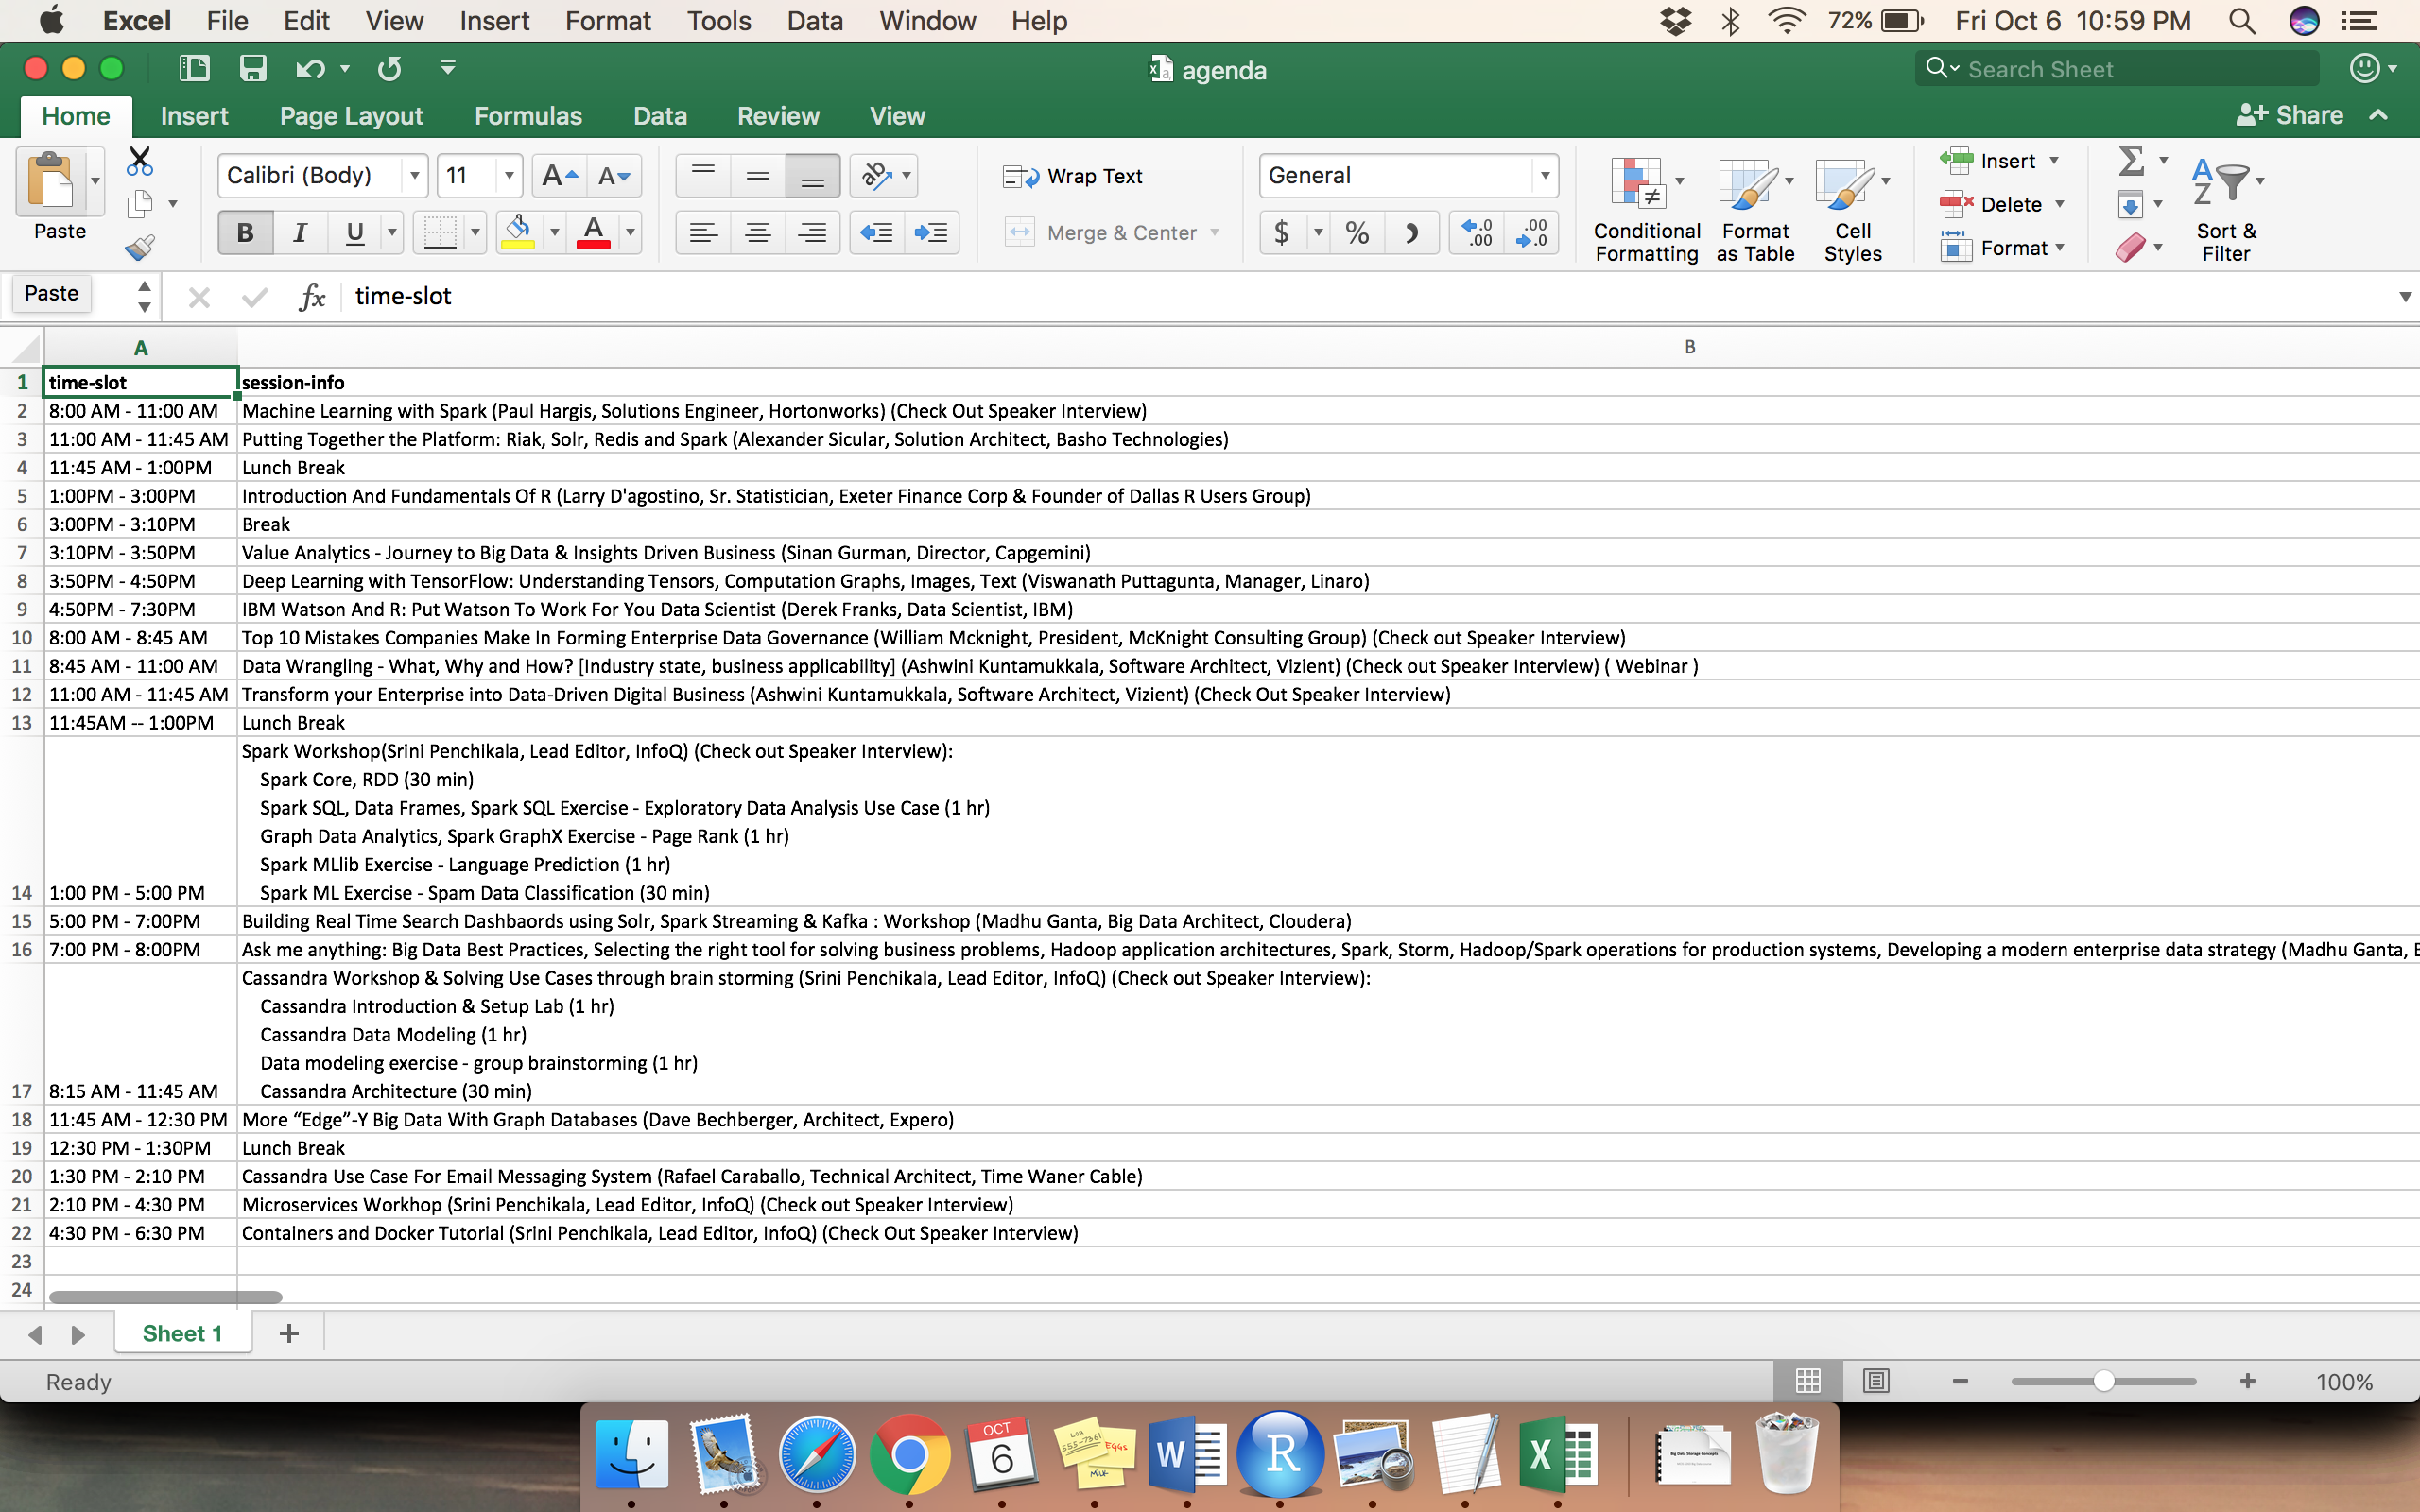 Excel File Edit View Insert Format Tools Data Window Help 72% Fri Oct 6 10:59 PM
agenda
Search Sheet
Home Insert Page Layout Formulas Data Review View Share
Paste
Calibri (Body) 11
B I U
Wrap Text
Merge & Center
General
$ %
Conditional Formatting
Format as Table
Cell Styles
Insert
Delete
Format
Sort & Filter
Paste fx time-slot
A B
1 time-slot session-info
2 8:00 AM - 11:00 AM Machine Learning with Spark (Paul Hargis, Solutions Engineer, Hortonworks) (Check Out Speaker Interview)
3 11:00 AM - 11:45 AM Putting Together the Platform: Riak, Solr, Redis and Spark (Alexander Sicular, Solution Architect, Basho Technologies)
4 11:45 AM - 1:00PM Lunch Break
5 1:00PM - 3:00PM Introduction And Fundamentals Of R (Larry D'agostino, Sr. Statistician, Exeter Finance Corp & Founder of Dallas R Users Group)
6 3:00PM - 3:10PM Break
7 3:10PM - 3:50PM Value Analytics - Journey to Big Data & Insights Driven Business (Sinan Gurman, Director, Capgemini)
8 3:50PM - 4:50PM Deep Learning with TensorFlow: Understanding Tensors, Computation Graphs, Images, Text (Viswanath Puttagunta, Manager, Linaro)
9 4:50PM - 7:30PM IBM Watson And R: Put Watson To Work For You Data Scientist (Derek Franks, Data Scientist, IBM)
10 8:00 AM - 8:45 AM Top 10 Mistakes Companies Make In Forming Enterprise Data Governance (William Mcknight, President, McKnight Consulting Group) (Check out Speaker Interview)
11 8:45 AM - 11:00 AM Data Wrangling - What, Why and How? [Industry state, business applicability] (Ashwini Kuntamukkala, Software Architect, Vizient) (Check out Speaker Interview) ( Webinar )
12 11:00 AM - 11:45 AM Transform your Enterprise into Data-Driven Digital Business (Ashwini Kuntamukkala, Software Architect, Vizient) (Check Out Speaker Interview)
13 11:45AM -- 1:00PM Lunch Break
Spark Workshop(Srini Penchikala, Lead Editor, InfoQ) (Check out Speaker Interview):
Spark Core, RDD (30 min)
Spark SQL, Data Frames, Spark SQL Exercise - Exploratory Data Analysis Use Case (1 hr)
Graph Data Analytics, Spark GraphX Exercise - Page Rank (1 hr)
Spark MLlib Exercise - Language Prediction (1 hr)
14 1:00 PM - 5:00 PM Spark ML Exercise - Spam Data Classification (30 min)
15 5:00 PM - 7:00PM Building Real Time Search Dashbaords using Solr, Spark Streaming & Kafka : Workshop (Madhu Ganta, Big Data Architect, Cloudera)
16 7:00 PM - 8:00PM Ask me anything: Big Data Best Practices, Selecting the right tool for solving business problems, Hadoop application architectures, Spark, Storm, Hadoop/Spark operations for production systems, Developing a modern enterprise data strategy (Madhu Ganta,
Cassandra Workshop & Solving Use Cases through brain storming (Srini Penchikala, Lead Editor, InfoQ) (Check out Speaker Interview):
Cassandra Introduction & Setup Lab (1 hr)
Cassandra Data Modeling (1 hr)
Data modeling exercise - group brainstorming (1 hr)
17 8:15 AM - 11:45 AM Cassandra Architecture (30 min)
18 11:45 AM - 12:30 PM More “Edge”-Y Big Data With Graph Databases (Dave Bechberger, Architect, Expero)
19 12:30 PM - 1:30PM Lunch Break
20 1:30 PM - 2:10 PM Cassandra Use Case For Email Messaging System (Rafael Caraballo, Technical Architect, Time Waner Cable)
21 2:10 PM - 4:30 PM Microservices Workhop (Srini Penchikala, Lead Editor, InfoQ) (Check out Speaker Interview)
22 4:30 PM - 6:30 PM Containers and Docker Tutorial (Srini Penchikala, Lead Editor, InfoQ) (Check Out Speaker Interview)
23
24
Sheet 1 +
Ready 100%
OCT
6
555-7361
EGGS
MILK
W
R
X
Big Data Storage Concepts